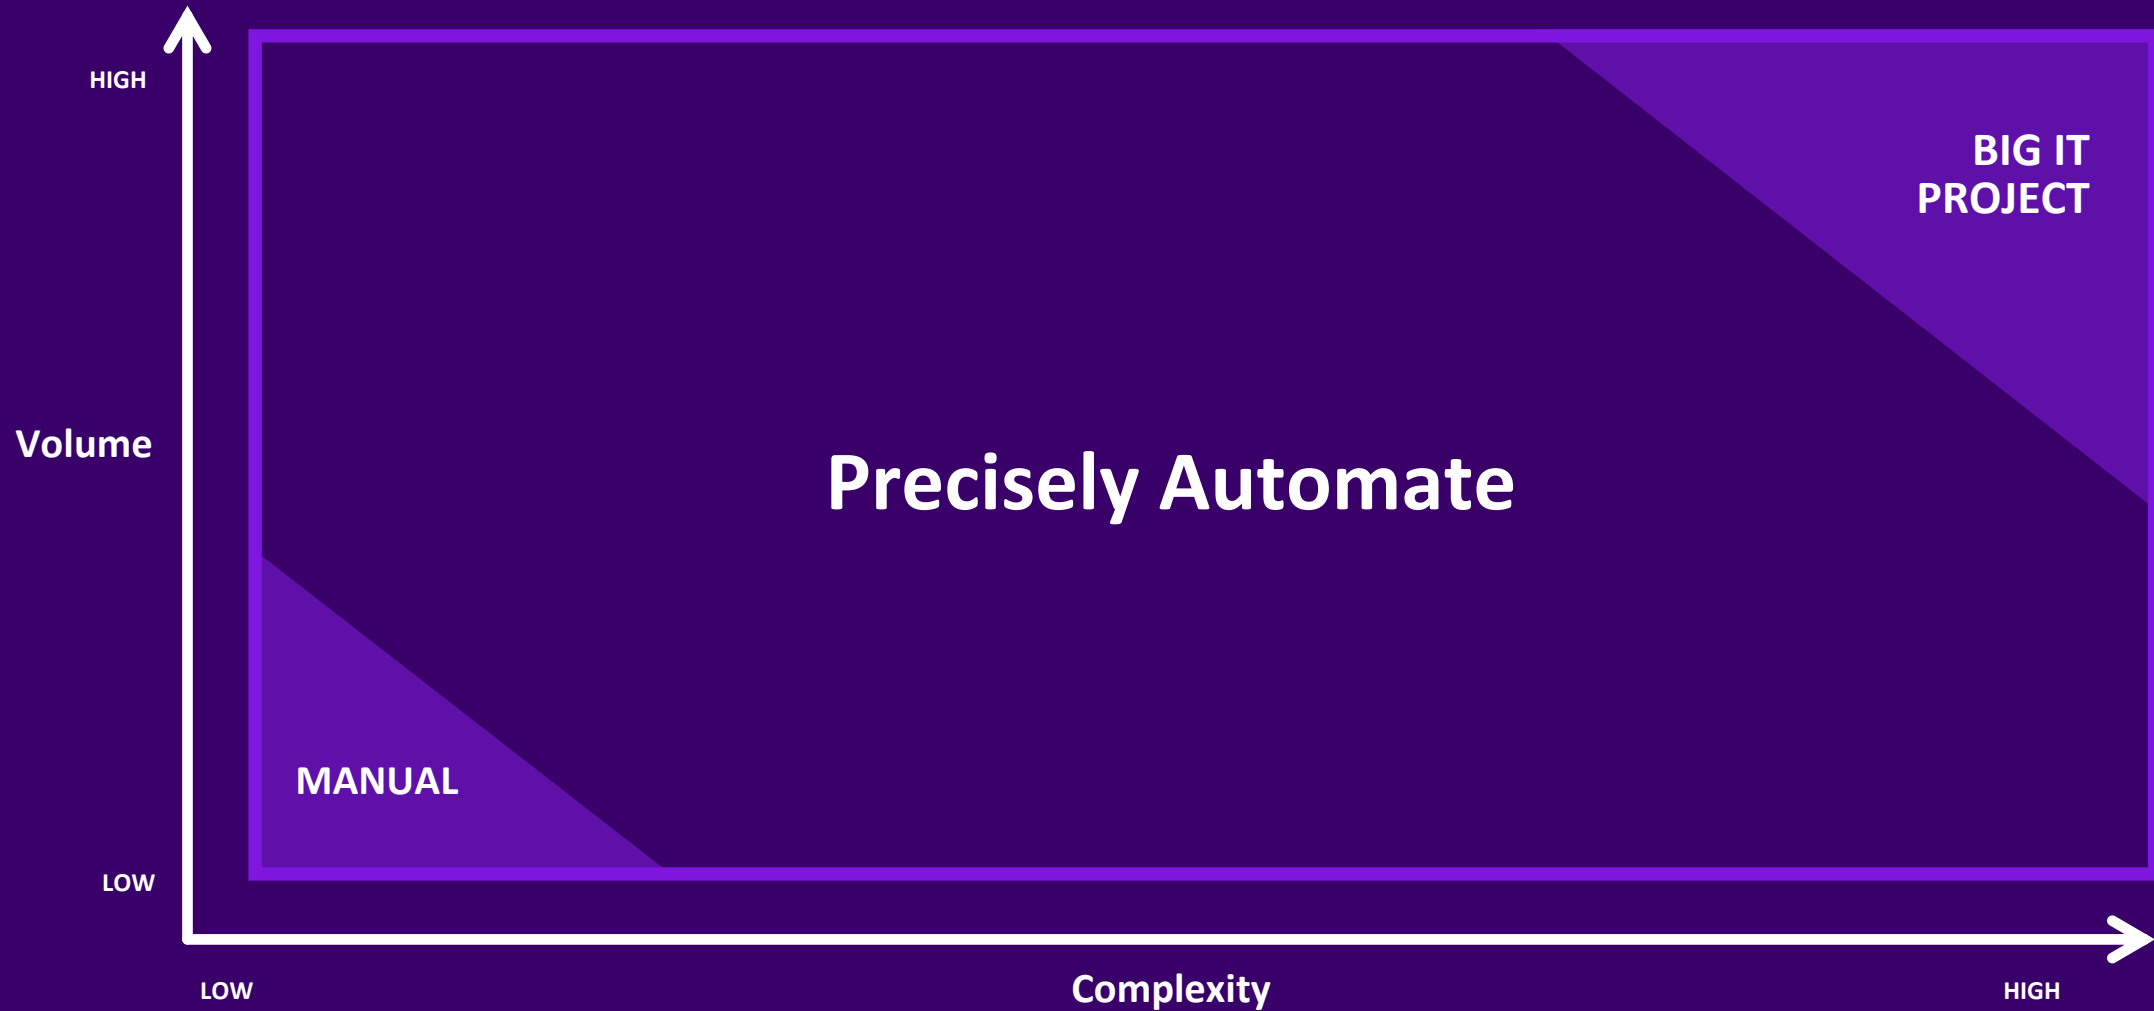 HIGH
BIG IT
PROJECT
Volume
Precisely Automate
MANUAL
LOW
LOW
Complexity
HIGH